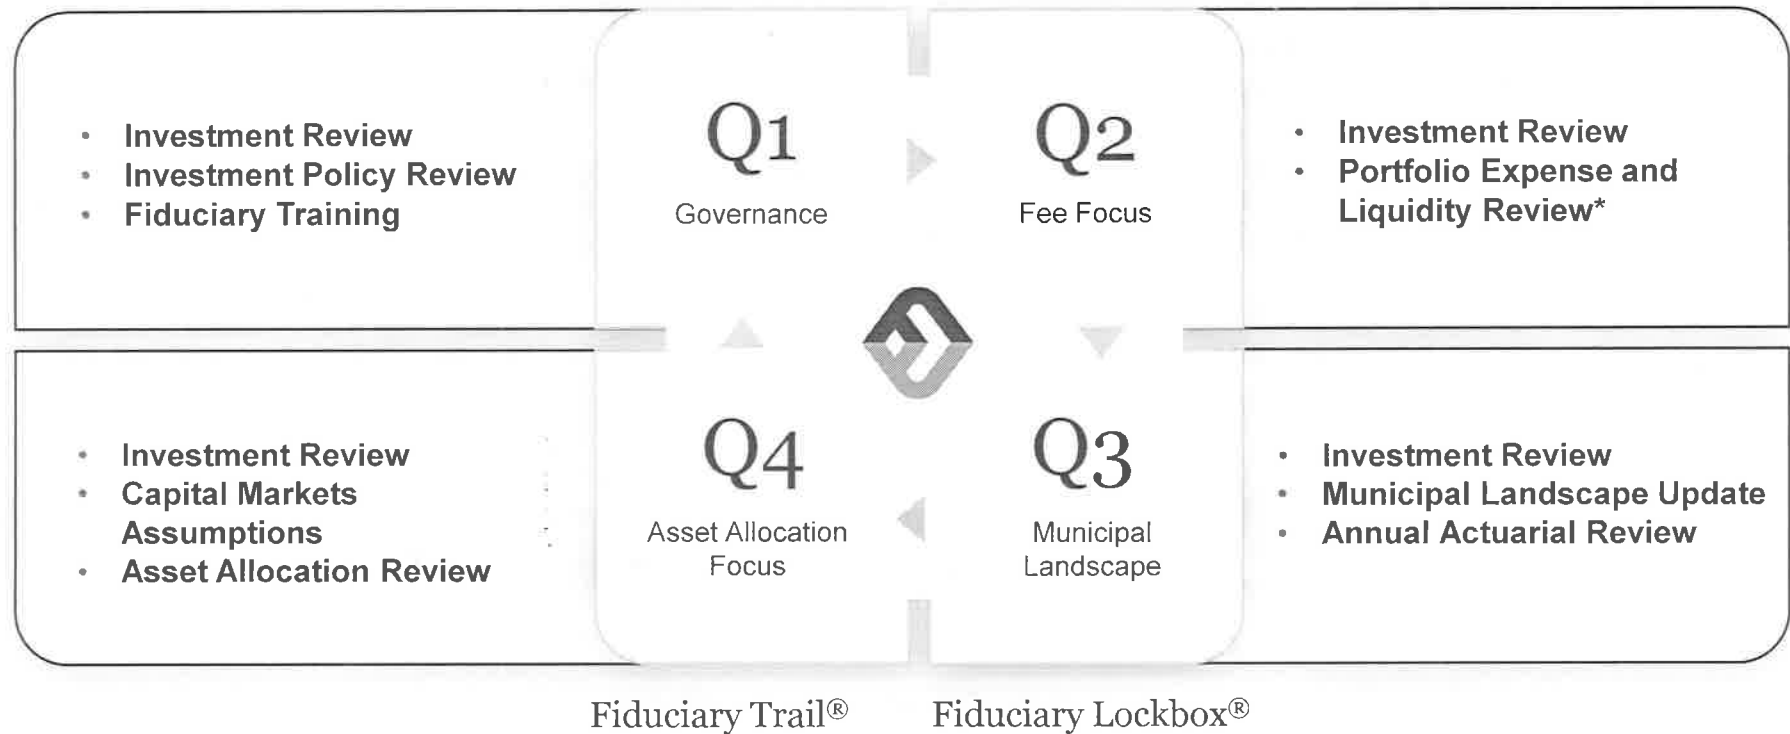 • Investment Review
• Investment Policy Review
• Fiduciary Training
Q1
Governance
Q2
Fee Focus
• Investment Review
• Portfolio Expense and
Liquidity Review*
• Investment Review
• Capital Markets
Assumptions
• Asset Allocation Review
Q4
Asset Allocation
Focus
Q3
Municipal
Landscape
• Investment Review
• Municipal Landscape Update
• Annual Actuarial Review
Fiduciary Trail®
Fiduciary Lockbox®